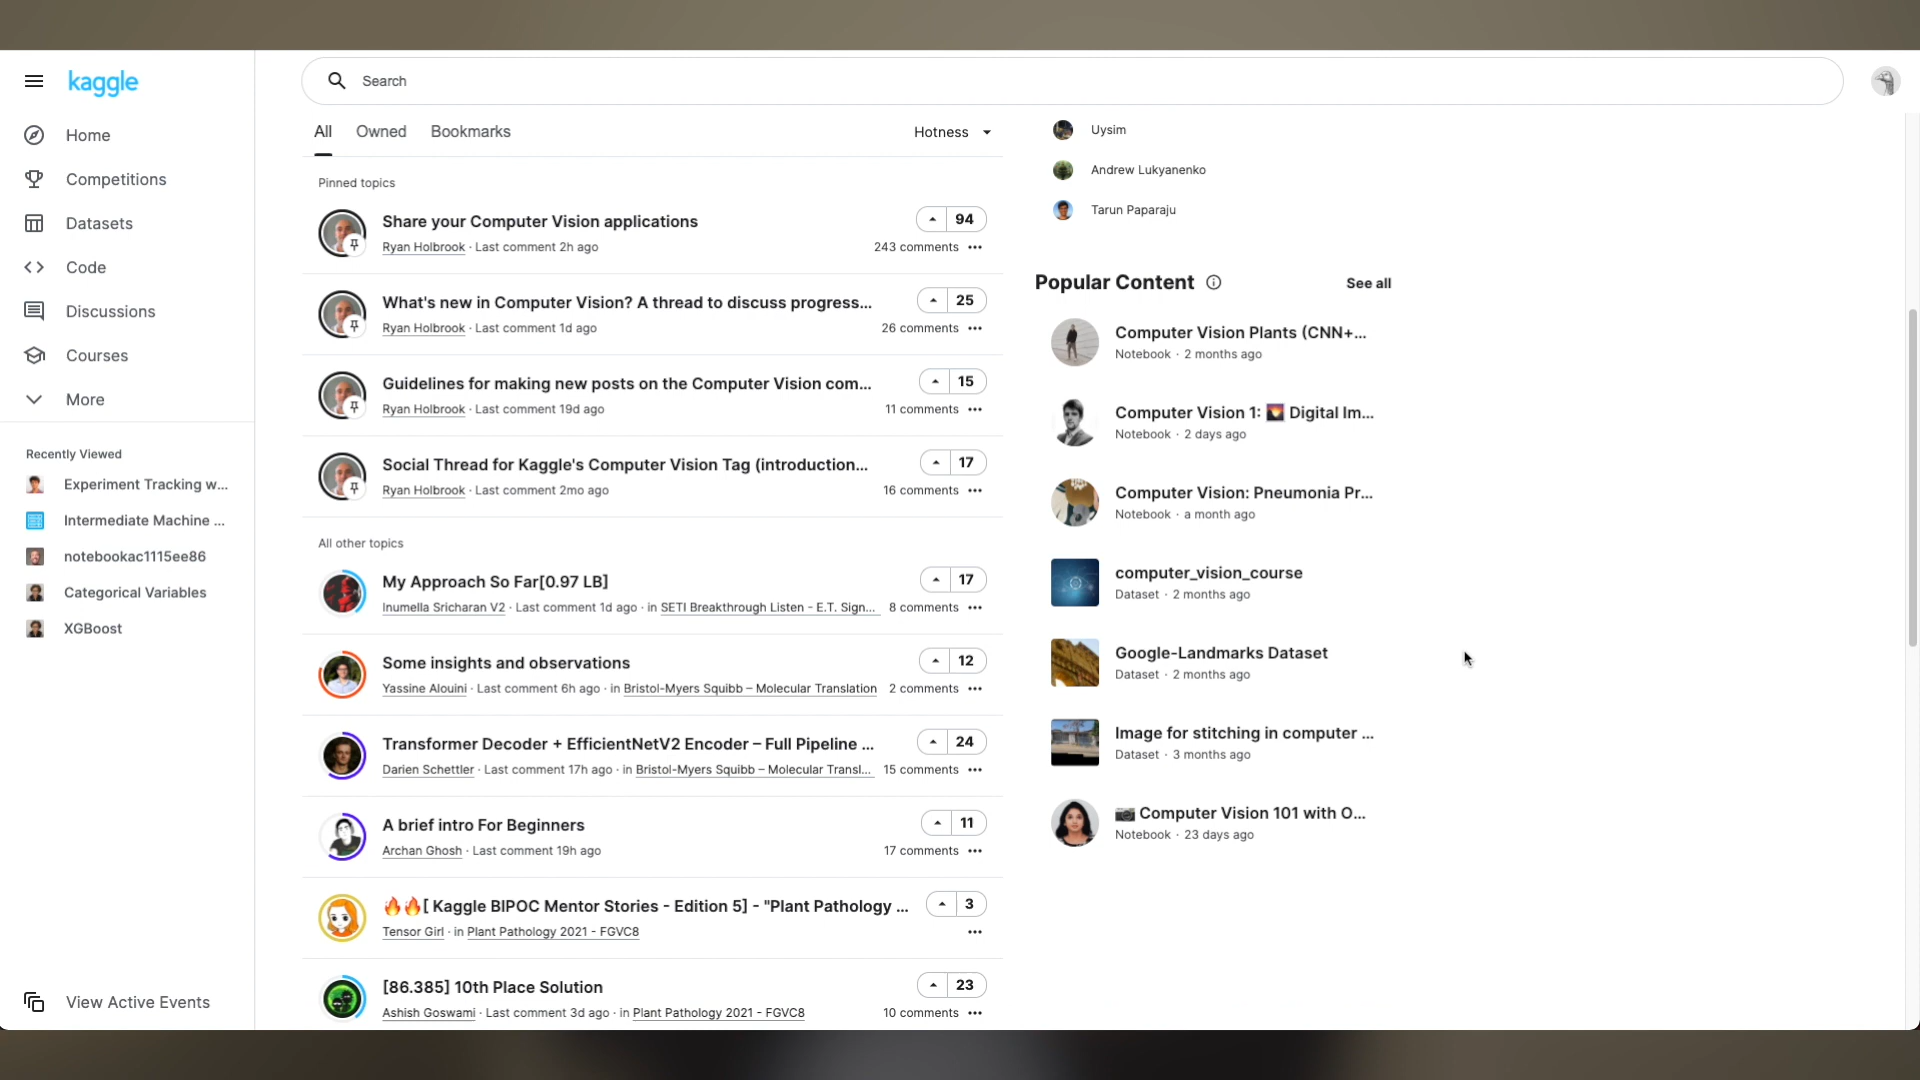 kaggle
Search
Home
Competitions
Datasets
Code
Discussions
Courses
More
Recently Viewed
Experiment Tracking w...
Intermediate Machine ...
notebookac1115ee86
Categorical Variables
XGBoost
View Active Events
All Owned Bookmarks Hotness
Pinned topics
Share your Computer Vision applications 94
Ryan Holbrook · Last comment 2h ago 243 comments
What's new in Computer Vision? A thread to discuss progress... 25
Ryan Holbrook · Last comment 1d ago 26 comments
Guidelines for making new posts on the Computer Vision com... 15
Ryan Holbrook · Last comment 19d ago 11 comments
Social Thread for Kaggle's Computer Vision Tag (introduction... 17
Ryan Holbrook · Last comment 2mo ago 16 comments
All other topics
My Approach So Far[0.97 LB] 17
Inumella Sricharan V2 · Last comment 1d ago · in SETI Breakthrough Listen - E.T. Sign... 8 comments
Some insights and observations 12
Yassine Alouini · Last comment 6h ago · in Bristol-Myers Squibb – Molecular Translation 2 comments
Transformer Decoder + EfficientNetV2 Encoder – Full Pipeline ... 24
Darien Schettler · Last comment 17h ago · in Bristol-Myers Squibb – Molecular Transl... 15 comments
A brief intro For Beginners 11
Archan Ghosh · Last comment 19h ago 17 comments
🔥🔥[ Kaggle BIPOC Mentor Stories - Edition 5] - "Plant Pathology ... 3
Tensor Girl · in Plant Pathology 2021 - FGVC8
[86.385] 10th Place Solution 23
Ashish Goswami · Last comment 3d ago · in Plant Pathology 2021 - FGVC8 10 comments
Uysim
Andrew Lukyanenko
Tarun Paparaju
Popular Content See all
Computer Vision Plants (CNN+...
Notebook · 2 months ago
Computer Vision 1: 🌄 Digital Im...
Notebook · 2 days ago
Computer Vision: Pneumonia Pr...
Notebook · a month ago
computer_vision_course
Dataset · 2 months ago
Google-Landmarks Dataset
Dataset · 2 months ago
Image for stitching in computer ...
Dataset · 3 months ago
📷 Computer Vision 101 with O...
Notebook · 23 days ago